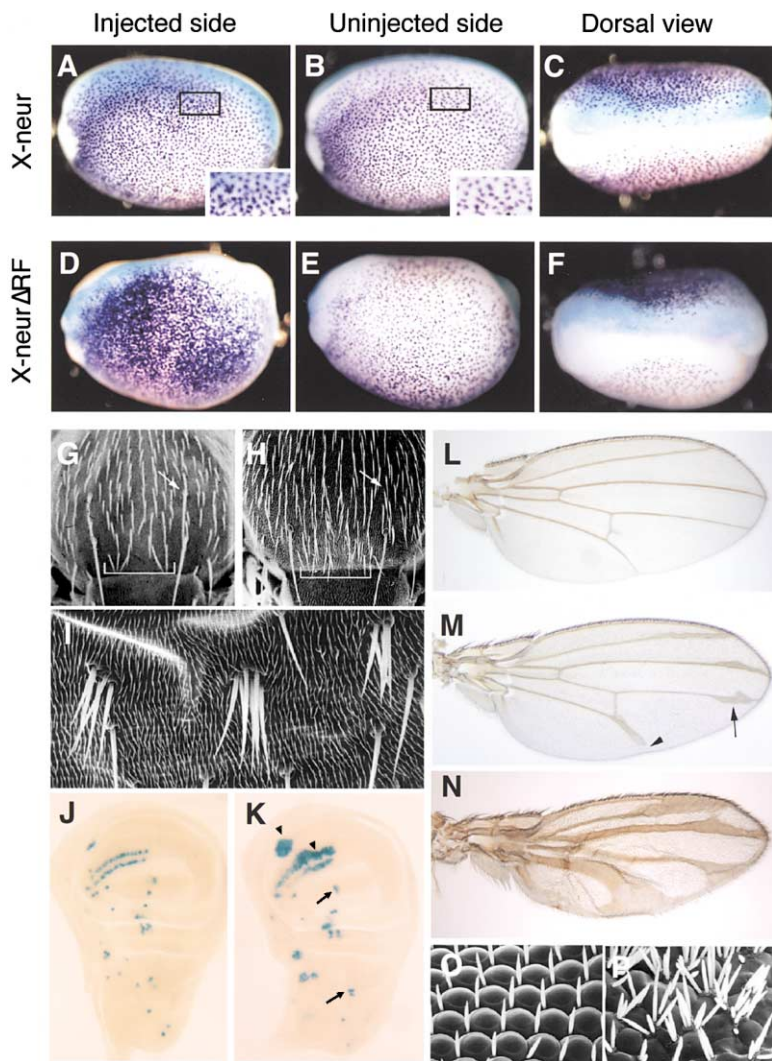 Injected side Uninjected side Dorsal view
X-neur
A B C
X-neurΔRF
D E F
G H L
I M
J K N
O P